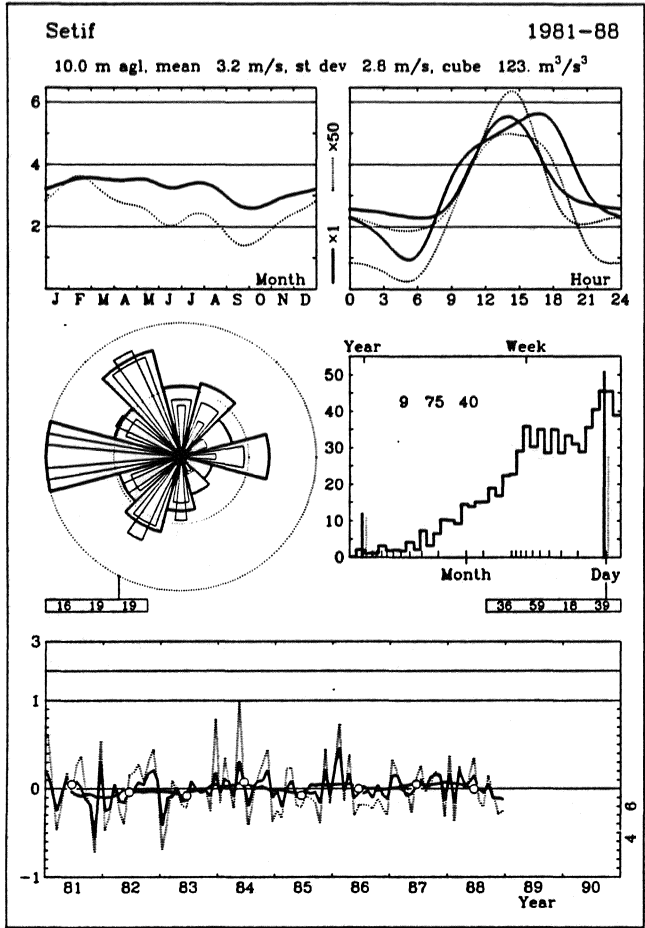 Setif 1981-88
10.0 m agl, mean 3.2 m/s, st dev 2.8 m/s, cube 123. m³/s³
6
4
2
Month
J F M A M J J A S O N D
×1 ×50
Hour
0 3 6 9 12 15 18 21 24
16 19 19
Year Week
50
40
30
20
10
0
9 75 40
Month Day
36 59 18 39
3
1
0
-1
81 82 83 84 85 86 87 88 89 90
Year
4 6